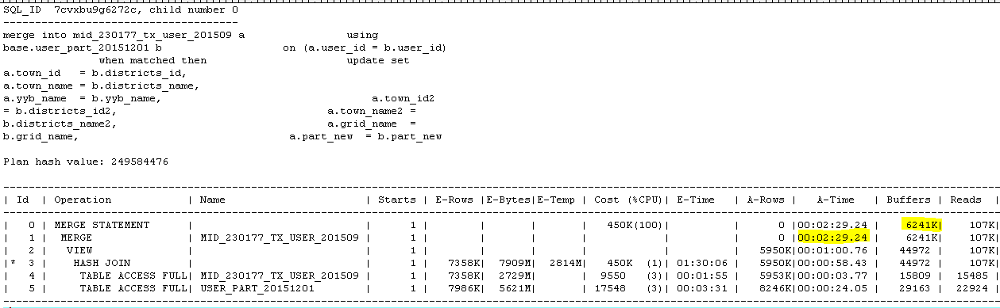 SQL_ID  7cvxbu9g6272c, child number 0
-------------------------------------
merge into mid_230177_tx_user_201509 a                using
base.user_part_20151201 b                    on (a.user_id = b.user_id)
                when matched then                      update set
a.town_id   = b.districts_id,
a.town_name = b.districts_name,
a.yyb_name  = b.yyb_name,                                  a.town_id2
= b.districts_id2,                                  a.town_name2 =
b.districts_name2,                                  a.grid_name  =
b.grid_name,                                  a.part_new  = b.part_new

Plan hash value: 249584476

| Id  | Operation           | Name                      | Starts | E-Rows |E-Bytes|E-Temp | Cost (%CPU)| E-Time   | A-Rows |   A-Time   | Buffers | Reads  |
|   0 | MERGE STATEMENT     |                           |      1 |        |       |       |   450K(100)|          |      0 |00:02:29.24 |    6241K|   107K|
|   1 |  MERGE              | MID_230177_TX_USER_201509 |      1 |        |       |       |            |          |      0 |00:02:29.24 |    6241K|   107K|
|   2 |   VIEW              |                           |      1 |        |       |       |            |          |   5950K|00:01:00.76 |   44972 |   107K|
|*  3 |    HASH JOIN        |                           |      1 |   7358K|  7909M|  2814M|   450K  (1)| 01:30:06 |   5950K|00:00:58.43 |   44972 |   107K|
|   4 |     TABLE ACCESS FULL| MID_230177_TX_USER_201509 |      1 |   7358K|  2729M|       |  9550   (3)| 00:01:55 |   5953K|00:00:03.77 |   15809 |  15485 |
|   5 |     TABLE ACCESS FULL| USER_PART_20151201        |      1 |   7986K|  5621M|       | 17548   (3)| 00:03:31 |   8246K|00:00:24.05 |   29163 |  22924 |